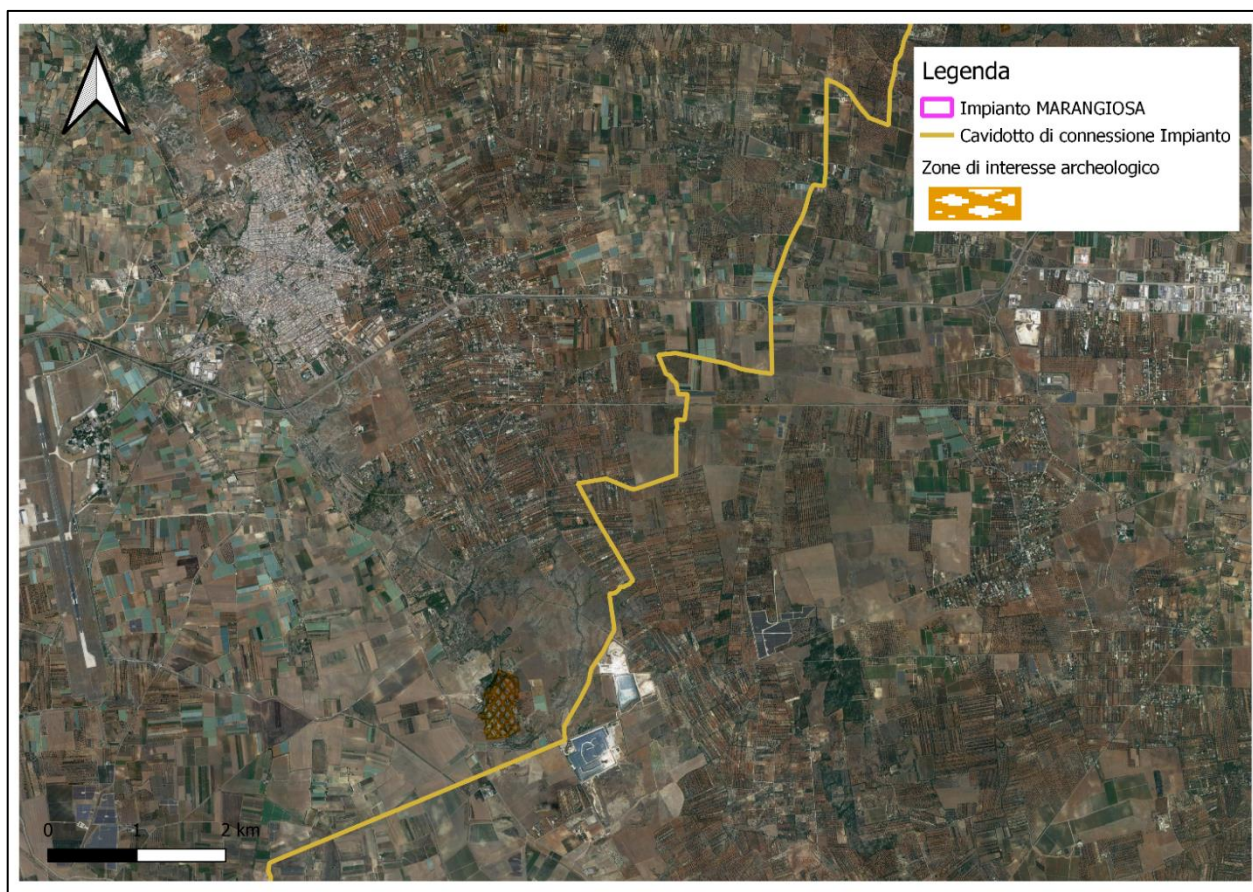 Legenda
Impianto MARANGIOSA
Cavidotto di connessione Impianto
Zone di interesse archeologico
0 1 2 km